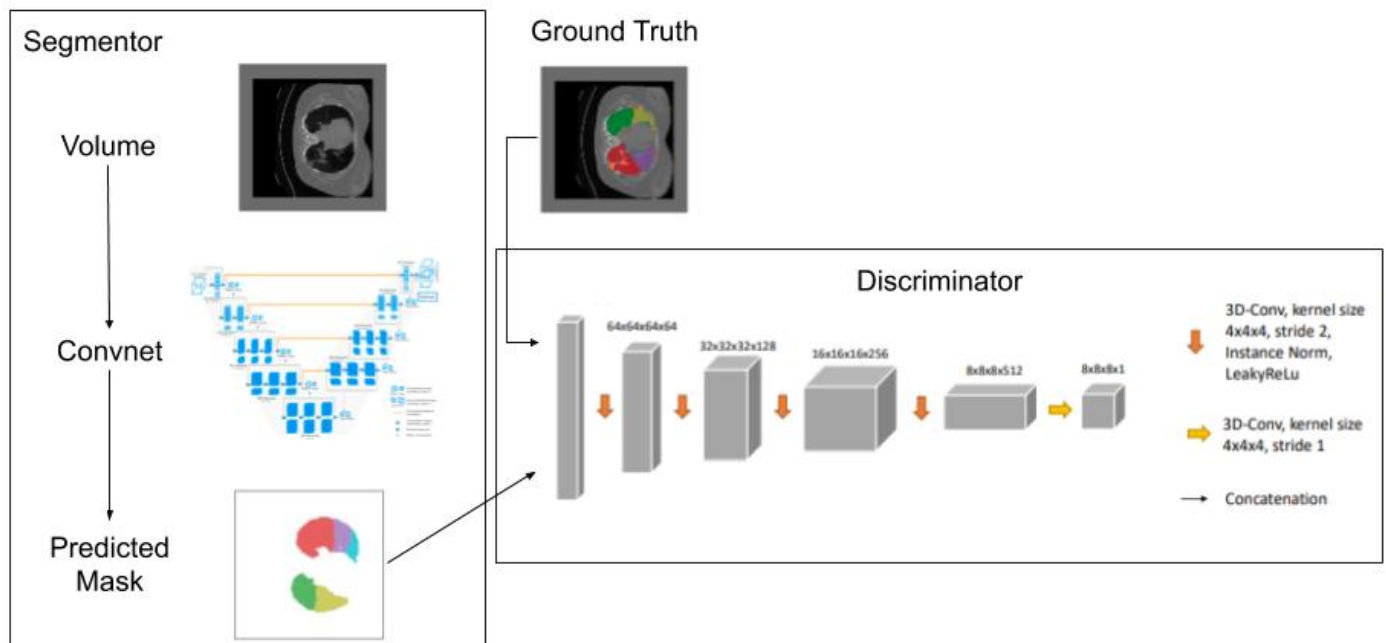 Segmentor
Ground Truth
Volume
Convnet
Predicted
Mask
Discriminator
64x64x64x64
32x32x32x128
16x16x16x256
8x8x8x512
8x8x8x1
3D-Conv, kernel size
4x4x4, stride 2,
Instance Norm,
LeakyReLu
3D-Conv, kernel size
4x4x4, stride 1
Concatenation